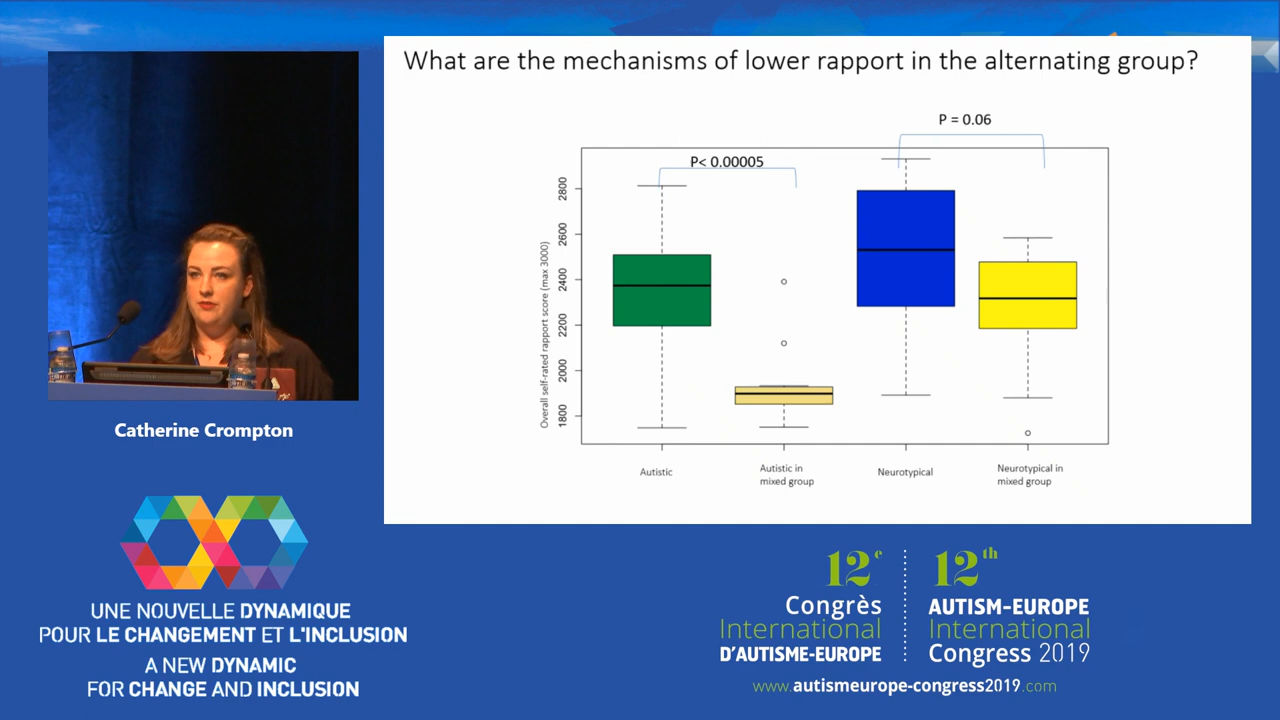 What are the mechanisms of lower rapport in the alternating group?
P = 0.06
P< 0.00005
Overall self-rated rapport score (max 3000)
2800
2600
2400
2200
2000
1800
Autistic
Autistic in
mixed group
Neurotypical
Neurotypical in
mixed group
Catherine Crompton
UNE NOUVELLE DYNAMIQUE
POUR LE CHANGEMENT ET L'INCLUSION
A NEW DYNAMIC
FOR CHANGE AND INCLUSION
12e
Congrès
International
D'AUTISME-EUROPE
12th
AUTISM-EUROPE
International
Congress 2019
www.autismeurope-congress2019.com